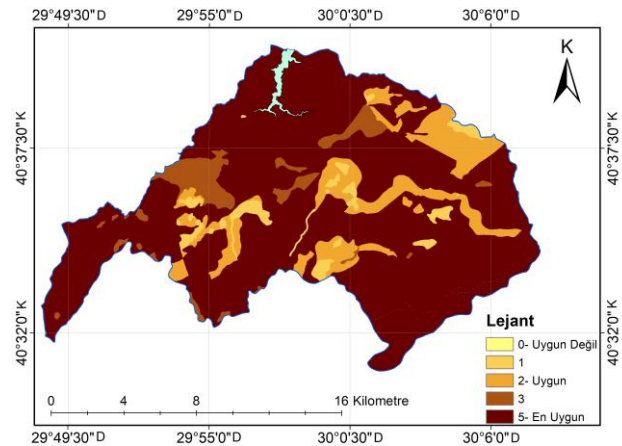 29°49'30"D 29°55'0"D 30°0'30"D 30°6'0"D
K
40°37'30"K 40°37'30"K
40°32'0"K 40°32'0"K
Lejant
0- Uygun Değil
1
2- Uygun
3
5- En Uygun
0 4 8 16 Kilometre
29°49'30"D 29°55'0"D 30°0'30"D 30°6'0"D